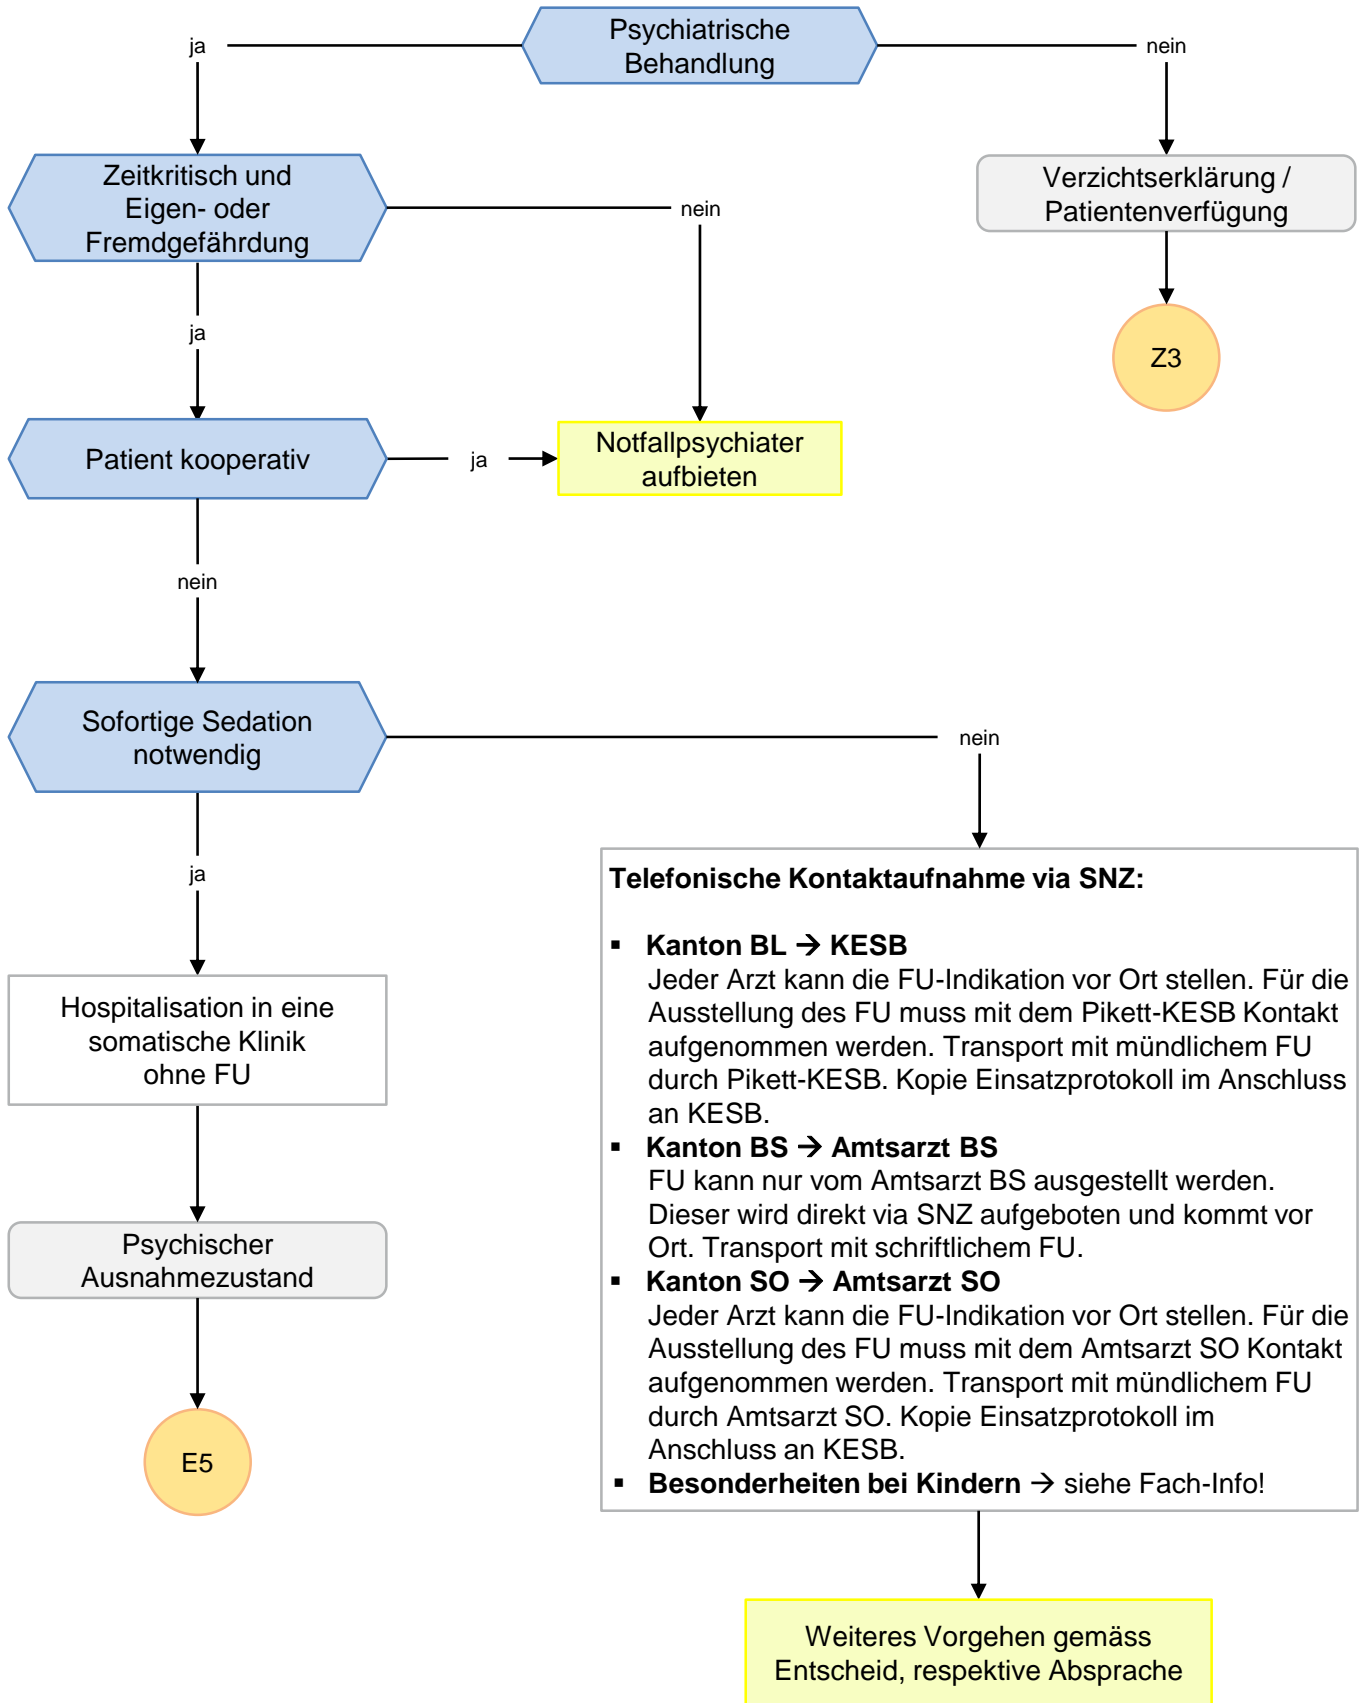 Psychiatrische
Behandlung
ja
nein
Zeitkritisch und
Eigen- oder
Fremdgefährdung
nein
Verzichtserklärung /
Patientenverfügung
ja
Z3
Patient kooperativ
ja
Notfallpsychiater
aufbieten
nein
Sofortige Sedation
notwendig
nein
ja
Hospitalisation in eine
somatische Klinik
ohne FU
Psychischer
Ausnahmezustand
E5
Telefonische Kontaktaufnahme via SNZ:
▪ Kanton BL → KESB
Jeder Arzt kann die FU-Indikation vor Ort stellen. Für die
Ausstellung des FU muss mit dem Pikett-KESB Kontakt
aufgenommen werden. Transport mit mündlichem FU
durch Pikett-KESB. Kopie Einsatzprotokoll im Anschluss
an KESB.
▪ Kanton BS → Amtsarzt BS
FU kann nur vom Amtsarzt BS ausgestellt werden.
Dieser wird direkt via SNZ aufgeboten und kommt vor
Ort. Transport mit schriftlichem FU.
▪ Kanton SO → Amtsarzt SO
Jeder Arzt kann die FU-Indikation vor Ort stellen. Für die
Ausstellung des FU muss mit dem Amtsarzt SO Kontakt
aufgenommen werden. Transport mit mündlichem FU
durch Amtsarzt SO. Kopie Einsatzprotokoll im
Anschluss an KESB.
▪ Besonderheiten bei Kindern → siehe Fach-Info!
Weiteres Vorgehen gemäss
Entscheid, respektive Absprache